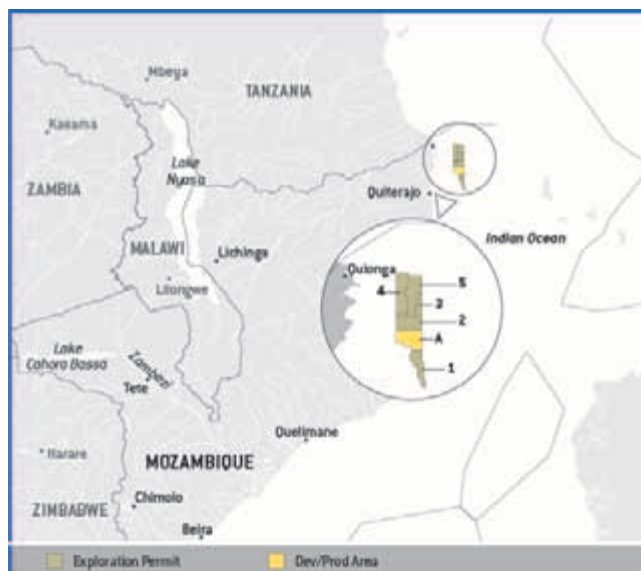 Mbeya
TANZANIA
Kasama
Lake
Nyasa
ZAMBIA
Quiterajo
MALAWI
Indian Ocean
Lichinga
Quionga
Lilongwe
5
4
3
2
A
1
Lake
Cahora Bassa
Zambezi
Tete
Quelimane
Harare
MOZAMBIQUE
Chimoio
ZIMBABWE
Beira
Exploration Permit
Dev/Prod Area